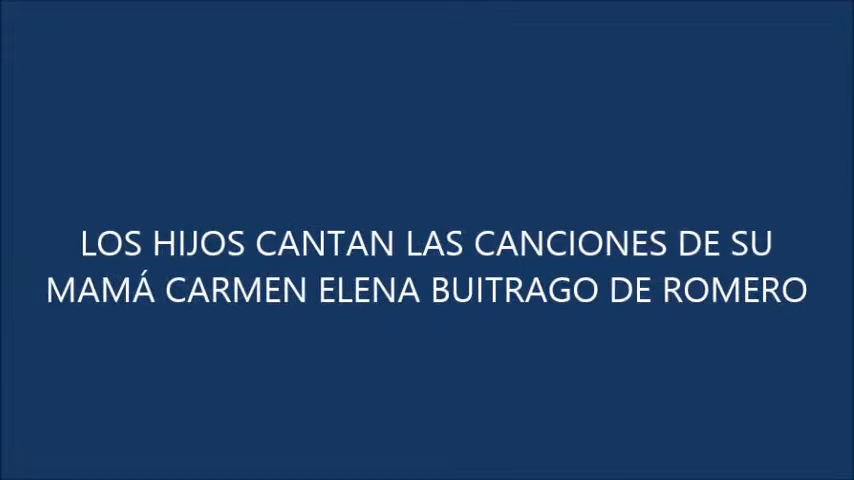 LOS HIJOS CANTAN LAS CANCIONES DE SU
MAMÁ CARMEN ELENA BUITRAGO DE ROMERO